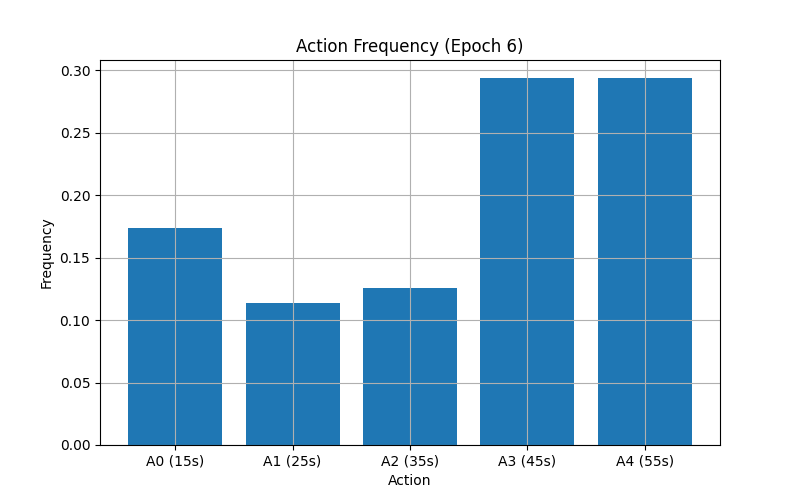 Action Frequency (Epoch 6)
0.30
0.25
0.20
0.15
0.10
0.05
0.00
Frequency
A0 (15s) A1 (25s) A2 (35s) A3 (45s) A4 (55s)
Action